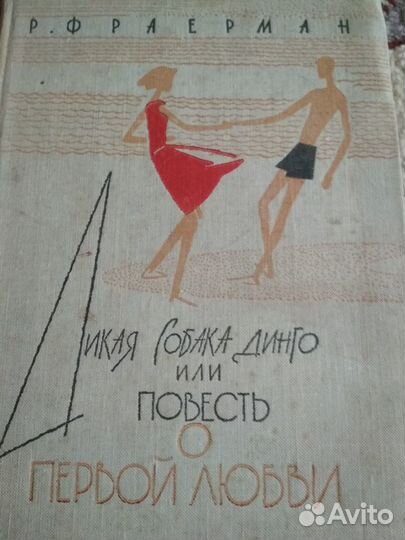 Р. ФРАЕРМАН
ДИКАЯ СОБАКА ДИНГО
ИЛИ
ПОВЕСТЬ
О
ПЕРВОЙ ЛЮБВИ
Avito